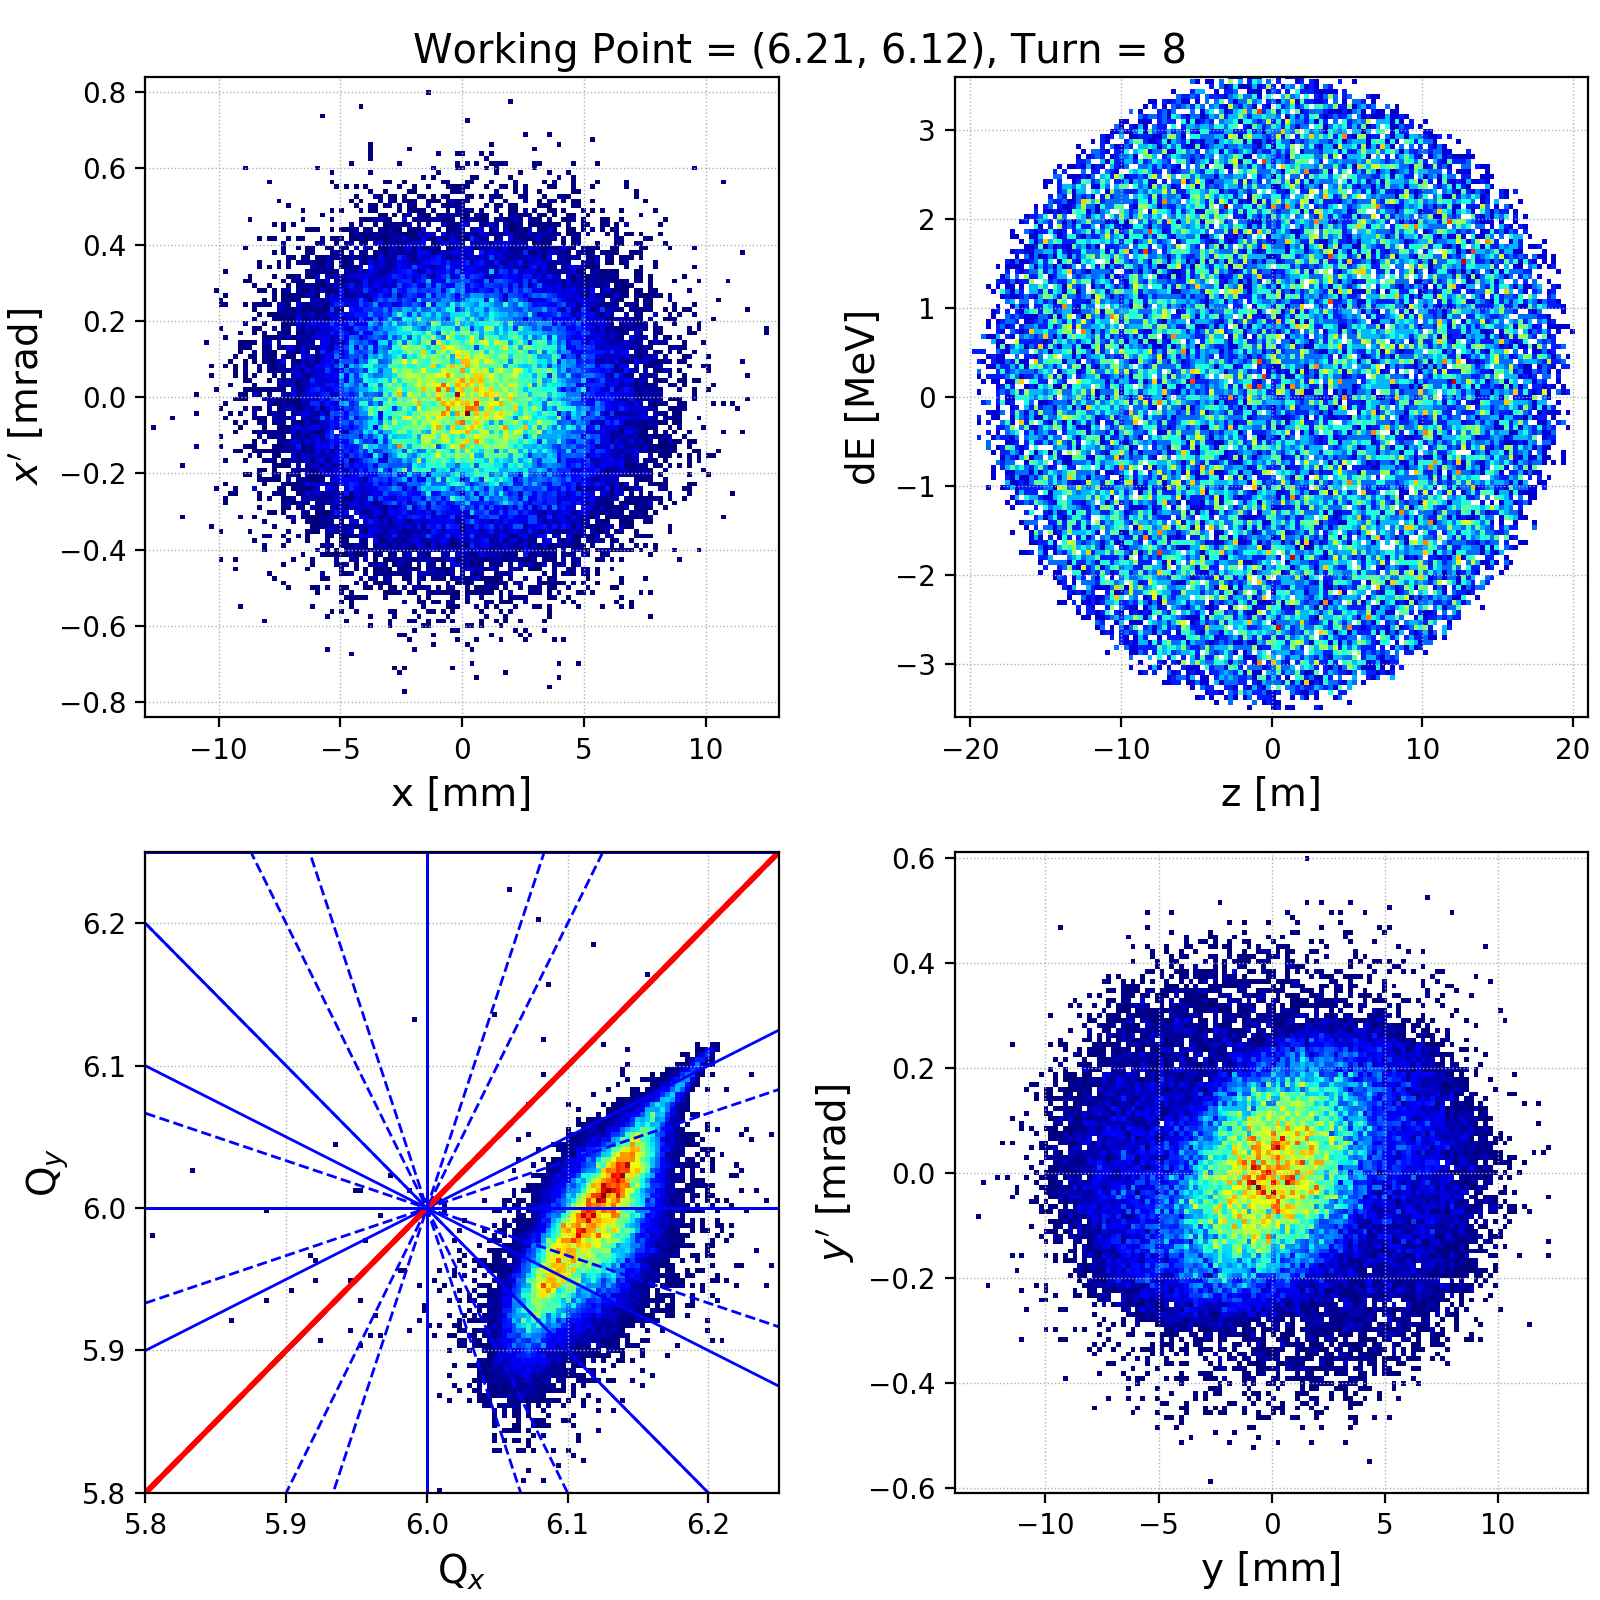 Working Point = (6.21, 6.12), Turn = 8
0.8
0.6
0.4
0.2
0.0
−0.2
−0.4
−0.6
−0.8
x′ [mrad]
−10 −5 0 5 10
x [mm]
3
2
1
0
−1
−2
−3
dE [MeV]
−20 −10 0 10 20
z [m]
6.2
6.1
6.0
5.9
5.8
Qy
5.8 5.9 6.0 6.1 6.2
Qx
0.6
0.4
0.2
0.0
−0.2
−0.4
−0.6
y′ [mrad]
−10 −5 0 5 10
y [mm]